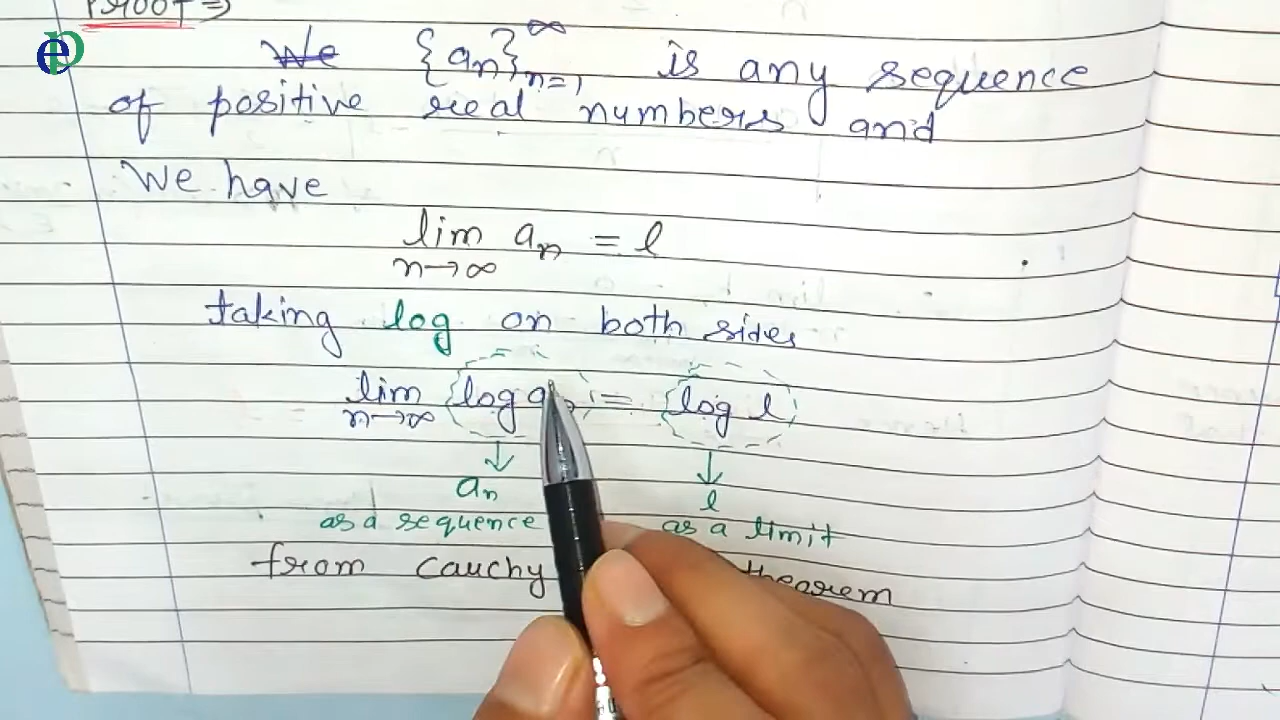 Proof ⇒
We {an}∞n=1 is any sequence
of positive real numbers and
We have
lim an = l
n→∞
taking log on both sides
lim log an = log l
n→∞
↓ ↓
an l
as a sequence as a limit
from cauchy theorem
ep